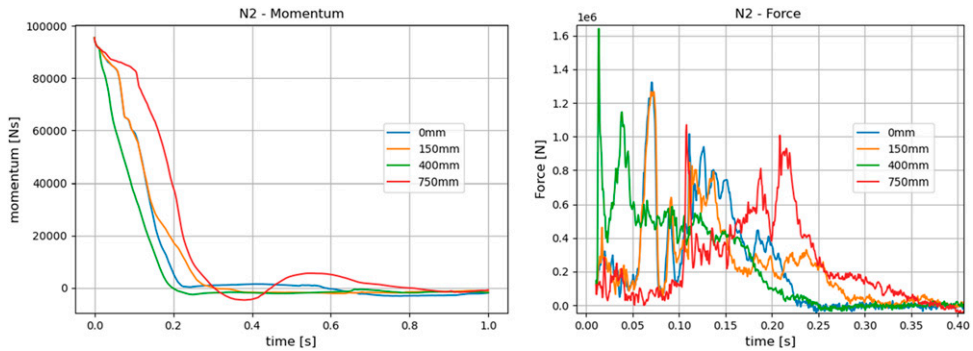 N2 - Momentum
100000
80000
60000
40000
20000
0
momentum [Ns]
0.0
0.2
0.4
0.6
0.8
1.0
time [s]
0mm
150mm
400mm
750mm
N2 - Force
1e6
1.6
1.4
1.2
1.0
0.8
0.6
0.4
0.2
0.0
Force [N]
0.00
0.05
0.10
0.15
0.20
0.25
0.30
0.35
0.40
time [s]
0mm
150mm
400mm
750mm